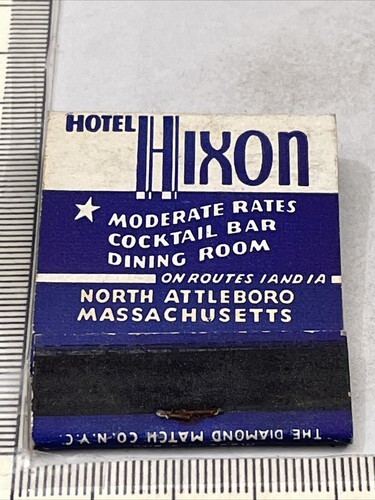 HOTEL HIXON
MODERATE RATES
COCKTAIL BAR
DINING ROOM
ON ROUTES 1 AND 1A
NORTH ATTLEBORO
MASSACHUSETTS
THE DIAMOND MATCH CO. N.Y.C.